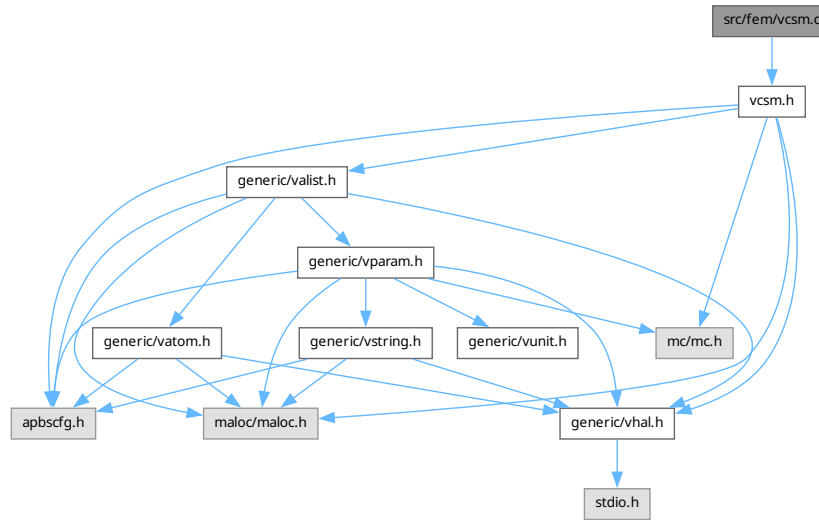 src/fem/vcsm.c
vcsm.h
generic/valist.h
generic/vparam.h
generic/vatom.h
generic/vstring.h
generic/vunit.h
mc/mc.h
apbscfg.h
maloc/maloc.h
generic/vhal.h
stdio.h